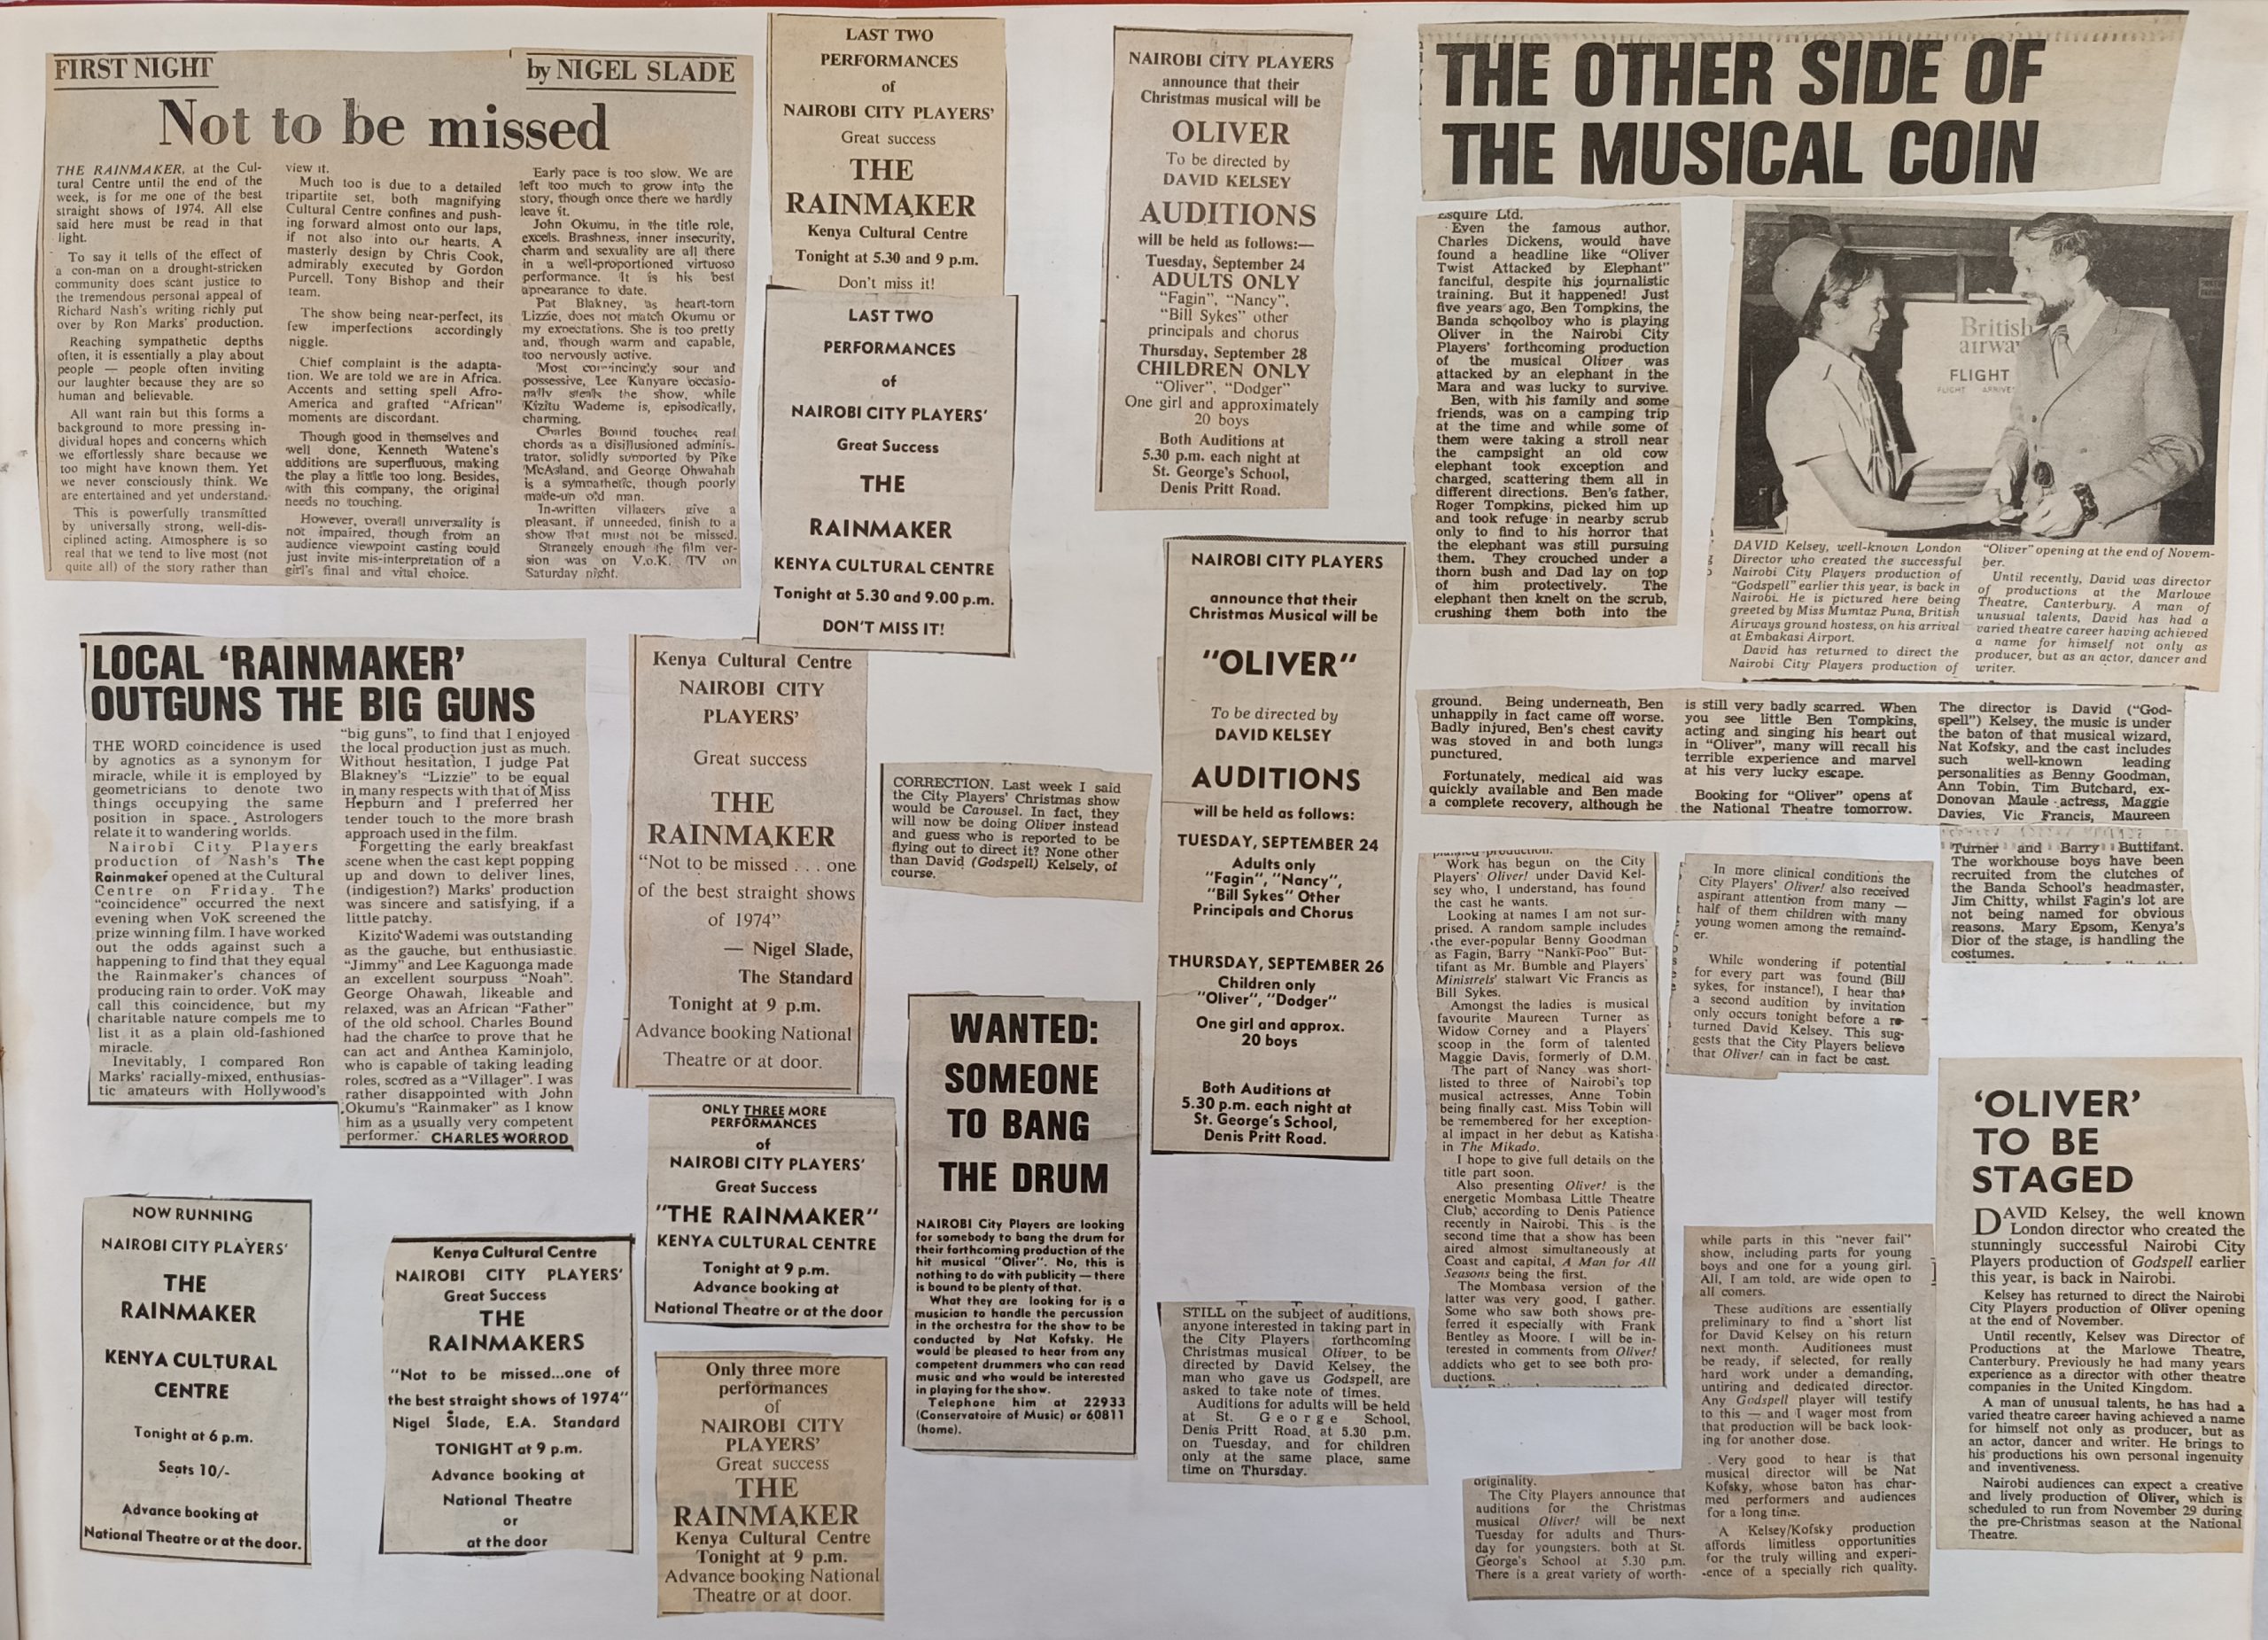 FIRST NIGHT
by NIGEL SLADE
Not to be missed
THE RAINMAKER, at the Cul-
tural Centre until the end of the
week, is for me one of the best
straight shows of 1974. All else
said here must be read in that
light.
To say it tells of the effect of
a con-man on a drought-stricken
community does scant justice to
the tremendous personal appeal of
Richard Nash's writing richly put
over by Ron Marks' production.
Reaching sympathetic depths
often, it is essentially a play about
people — people often inviting
our laughter because they are so
human and believable.
All want rain but this forms a
background to more pressing in-
dividual hopes and concerns which
we effortlessly share because we
too might have known them. Yet
we never consciously think. We
are entertained and yet understand.
This is powerfully transmitted
by universally strong, well-dis-
ciplined acting. Atmosphere is so
real that we tend to live most (not
quite all) of the story rather than
view it.
Much too is due to a detailed
tripartite set, both magnifying
Cultural Centre confines and push-
ing forward almost onto our laps,
if not also into our hearts. A
masterly design by Chris Cook,
admirably executed by Gordon
Purcell, Tony Bishop and their
team.
The show being near-perfect, its
few imperfections accordingly
niggle.
Chief complaint is the adapta-
tion. We are told we are in Africa.
Accents and setting spell Afro-
America and grafted "African"
moments are discordant.
Though good in themselves and
well done, Kenneth Watene's
additions are superfluous, making
the play a little too long. Besides,
with this company, the original
needs no touching.
However, overall universality is
not impaired, though from an
audience viewpoint casting could
just invite mis-interpretation of a
girl's final and vital choice.
Early pace is too slow. We are
left too much to grow into the
story, though once there we hardly
leave it.
John Okumu, in the title role,
excels. Brashness, inner insecurity,
charm and sexuality are all there
in a well-proportioned virtuoso
performance. It is his best
appearance to date.
Pat Blakney, as heart-torn
Lizzie, does not match Okumu or
my expectations. She is too pretty
and, though warm and capable,
too nervously active.
Most convincingly sour and
possessive, Lee Kanyare occasio-
nally steals the show, while
Kizitu Wademe is, episodically,
charming.
Charles Bound touches real
chords as a disillusioned adminis-
trator, solidly supported by Pike
McAsland, and George Ohwahah
is a sympathetic, though poorly
made-up old man.
In-written villagers give a
pleasant, if unneeded, finish to a
show that must not be missed.
Strangely enough the film ver-
sion was on V.o.K. TV on
Saturday night.
LAST TWO
PERFORMANCES
of
NAIROBI CITY PLAYERS'
Great success
THE
RAINMAKER
Kenya Cultural Centre
Tonight at 5.30 and 9 p.m.
Don't miss it!
LAST TWO
PERFORMANCES
of
NAIROBI CITY PLAYERS'
Great Success
THE
RAINMAKER
KENYA CULTURAL CENTRE
Tonight at 5.30 and 9.00 p.m.
DON'T MISS IT!
LOCAL 'RAINMAKER'
OUTGUNS THE BIG GUNS
THE WORD coincidence is used
by agnotics as a synonym for
miracle, while it is employed by
geometricians to denote two
things occupying the same
position in space. Astrologers
relate it to wandering worlds.
Nairobi City Players
production of Nash's The
Rainmaker opened at the Cultural
Centre on Friday. The
"coincidence" occurred the next
evening when VoK screened the
prize winning film. I have worked
out the odds against such a
happening to find that they equal
the Rainmaker's chances of
producing rain to order. VoK may
call this coincidence, but my
charitable nature compels me to
list it as a plain old-fashioned
miracle.
Inevitably, I compared Ron
Marks' racially-mixed, enthusias-
tic amateurs with Hollywood's
"big guns", to find that I enjoyed
the local production just as much.
Without hesitation, I judge Pat
Blakney's "Lizzie" to be equal
in many respects with that of Miss
Hepburn and I preferred her
tender touch to the more brash
approach used in the film.
Forgetting the early breakfast
scene when the cast kept popping
up and down to deliver lines,
(indigestion?) Marks' production
was sincere and satisfying, if a
little patchy.
Kizito Wademi was outstanding
as the gauche, but enthusiastic
"Jimmy" and Lee Kaguonga made
an excellent sourpuss "Noah".
George Ohawah, likeable and
relaxed, was an African "Father"
of the old school. Charles Bound
had the chance to prove that he
can act and Anthea Kaminjolo,
who is capable of taking leading
roles, scored as a "Villager". I was
rather disappointed with John
Okumu's "Rainmaker" as I know
him as a usually very competent
performer. CHARLES WORROD
Kenya Cultural Centre
NAIROBI CITY
PLAYERS'
Great success
THE
RAINMAKER
"Not to be missed . . . one
of the best straight shows
of 1974"
— Nigel Slade,
The Standard
Tonight at 9 p.m.
Advance booking National
Theatre or at door.
NOW RUNNING
NAIROBI CITY PLAYERS'
THE
RAINMAKER
KENYA CULTURAL
CENTRE
Tonight at 6 p.m.
Seats 10/-
Advance booking at
National Theatre or at the door.
Kenya Cultural Centre
NAIROBI CITY PLAYERS'
Great Success
THE
RAINMAKERS
"Not to be missed...one of
the best straight shows of 1974"
Nigel Slade, E.A. Standard
TONIGHT at 9 p.m.
Advance booking at
National Theatre
or
at the door
ONLY THREE MORE
PERFORMANCES
of
NAIROBI CITY PLAYERS'
Great Success
"THE RAINMAKER"
KENYA CULTURAL CENTRE
Tonight at 9 p.m.
Advance booking at
National Theatre or at the door
Only three more
performances
of
NAIROBI CITY
PLAYERS'
Great success
THE
RAINMAKER
Kenya Cultural Centre
Tonight at 9 p.m.
Advance booking National
Theatre or at door.
CORRECTION. Last week I said
the City Players' Christmas show
would be Carousel. In fact, they
will now be doing Oliver instead
and guess who is reported to be
flying out to direct it? None other
than David (Godspell) Kelsely, of
course.
WANTED:
SOMEONE
TO BANG
THE DRUM
NAIROBI City Players are looking
for somebody to bang the drum for
their forthcoming production of the
hit musical "Oliver". No, this is
nothing to do with publicity — there
is bound to be plenty of that.
What they are looking for is a
musician to handle the percussion
in the orchestra for the show to be
conducted by Nat Kofsky. He
would be pleased to hear from any
competent drummers who can read
music and who would be interested
in playing for the show.
Telephone him at 22933
(Conservatoire of Music) or 60811
(home).
NAIROBI CITY PLAYERS
announce that their
Christmas musical will be
OLIVER
To be directed by
DAVID KELSEY
AUDITIONS
will be held as follows:—
Tuesday, September 24
ADULTS ONLY
"Fagin", "Nancy",
"Bill Sykes" other
principals and chorus
Thursday, September 28
CHILDREN ONLY
"Oliver", "Dodger"
One girl and approximately
20 boys
Both Auditions at
5.30 p.m. each night at
St. George's School,
Denis Pritt Road.
NAIROBI CITY PLAYERS
announce that their
Christmas Musical will be
"OLIVER"
To be directed by
DAVID KELSEY
AUDITIONS
will be held as follows:
TUESDAY, SEPTEMBER 24
Adults only
"Fagin", "Nancy",
"Bill Sykes" Other
Principals and Chorus
THURSDAY, SEPTEMBER 26
Children only
"Oliver", "Dodger"
One girl and approx.
20 boys
Both Auditions at
5.30 p.m. each night at
St. George's School,
Denis Pritt Road.
STILL on the subject of auditions,
anyone interested in taking part in
the City Players forthcoming
Christmas musical Oliver, to be
directed by David Kelsey, the
man who gave us Godspell, are
asked to take note of times.
Auditions for adults will be held
at St. George School,
Denis Pritt Road, at 5.30 p.m.
on Tuesday, and for children
only at the same place, same
time on Thursday.
THE OTHER SIDE OF
THE MUSICAL COIN
Esquire Ltd.
Even the famous author,
Charles Dickens, would have
found a headline like "Oliver
Twist Attacked by Elephant"
fanciful, despite his journalistic
training. But it happened! Just
five years ago, Ben Tompkins, the
Banda schoolboy who is playing
Oliver in the Nairobi City
Players' forthcoming production
of the musical Oliver was
attacked by an elephant in the
Mara and was lucky to survive.
Ben, with his family and some
friends, was on a camping trip
at the time and while some of
them were taking a stroll near
the campsight an old cow
elephant took exception and
charged, scattering them all in
different directions. Ben's father,
Roger Tompkins, picked him up
and took refuge in nearby scrub
only to find to his horror that
the elephant was still pursuing
them. They crouched under a
thorn bush and Dad lay on top
of him protectively. The
elephant then knelt on the scrub,
crushing them both into the
ground. Being underneath, Ben
unhappily in fact came off worse.
Badly injured, Ben's chest cavity
was stoved in and both lungs
punctured.
Fortunately, medical aid was
quickly available and Ben made
a complete recovery, although he
is still very badly scarred. When
you see little Ben Tompkins,
acting and singing his heart out
in "Oliver", many will recall his
terrible experience and marvel
at his very lucky escape.
Booking for "Oliver" opens at
the National Theatre tomorrow.
The director is David ("God-
spell") Kelsey, the music is under
the baton of that musical wizard,
Nat Kofsky, and the cast includes
such well-known leading
personalities as Benny Goodman,
Ann Tobin, Tim Butchard, ex-
Donovan Maule actress, Maggie
Davies, Vic Francis, Maureen
Turner and Barry Buttifant.
The workhouse boys have been
recruited from the clutches of
the Banda School's headmaster,
Jim Chitty, whilst Fagin's lot are
not being named for obvious
reasons. Mary Epsom, Kenya's
Dior of the stage, is handling the
costumes.
British
airways
FLIGHT
DAVID Kelsey, well-known London
Director who created the successful
Nairobi City Players production of
"Godspell" earlier this year, is back in
Nairobi. He is pictured here being
greeted by Miss Mumtaz Puna, British
Airways ground hostess, on his arrival
at Embakasi Airport.
David has returned to direct the
Nairobi City Players production of
"Oliver" opening at the end of Novem-
ber.
Until recently, David was director
of productions at the Marlowe
Theatre, Canterbury. A man of
unusual talents, David has had a
varied theatre career having achieved
a name for himself not only as
producer, but as an actor, dancer and
writer.
planned production.
Work has begun on the City
Players' Oliver! under David Kel-
sey who, I understand, has found
the cast he wants.
Looking at names I am not sur-
prised. A random sample includes
the ever-popular Benny Goodman
as Fagin, Barry "Nanki-Poo" But-
tifant as Mr. Bumble and Players'
Ministrels' stalwart Vic Francis as
Bill Sykes.
Amongst the ladies is musical
favourite Maureen Turner as
Widow Corney and a Players'
scoop in the form of talented
Maggie Davis, formerly of D.M.
The part of Nancy was short-
listed to three of Nairobi's top
musical actresses, Anne Tobin
being finally cast. Miss Tobin will
be remembered for her exception-
al impact in her debut as Katisha
in The Mikado.
I hope to give full details on the
title part soon.
Also presenting Oliver! is the
energetic Mombasa Little Theatre
Club, according to Denis Patience
recently in Nairobi. This is the
second time that a show has been
aired almost simultaneously at
Coast and capital, A Man for All
Seasons being the first.
The Mombasa version of the
latter was very good, I gather.
Some who saw both shows pre-
ferred it especially with Frank
Bentley as Moore. I will be in-
terested in comments from Oliver!
addicts who get to see both pro-
ductions.
In more clinical conditions the
City Players' Oliver! also received
aspirant attention from many —
half of them children with many
young women among the remaind-
er.
While wondering if potential
for every part was found (Bill
sykes, for instance!), I hear that
a second audition by invitation
only occurs tonight before a re-
turned David Kelsey. This sug-
gests that the City Players believe
that Oliver! can in fact be cast.
originality.
The City Players announce that
auditions for the Christmas
musical Oliver! will be next
Tuesday for adults and Thurs-
day for youngsters. both at St.
George's School at 5.30 p.m.
There is a great variety of worth-
while parts in this "never fail"
show, including parts for young
boys and one for a young girl.
All, I am told, are wide open to
all comers.
These auditions are essentially
preliminary to find a short list
for David Kelsey on his return
next month. Auditionees must
be ready, if selected, for really
hard work under a demanding,
untiring and dedicated director.
Any Godspell player will testify
to this — and I wager most from
that production will be back look-
ing for another dose.
Very good to hear is that
musical director will be Nat
Kofsky, whose baton has char-
med performers and audiences
for a long time.
A Kelsey/Kofsky production
affords limitless opportunities
for the truly willing and experi-
ence of a specially rich quality.
'OLIVER'
TO BE
STAGED
DAVID Kelsey, the well known
London director who created the
stunningly successful Nairobi City
Players production of Godspell earlier
this year, is back in Nairobi.
Kelsey has returned to direct the Nairobi
City Players production of Oliver opening
at the end of November.
Until recently, Kelsey was Director of
Productions at the Marlowe Theatre,
Canterbury. Previously he had many years
experience as a director with other theatre
companies in the United Kingdom.
A man of unusual talents, he has had a
varied theatre career having achieved a name
for himself not only as producer, but as
an actor, dancer and writer. He brings to
his productions his own personal ingenuity
and inventiveness.
Nairobi audiences can expect a creative
and lively production of Oliver, which is
scheduled to run from November 29 during
the pre-Christmas season at the National
Theatre.